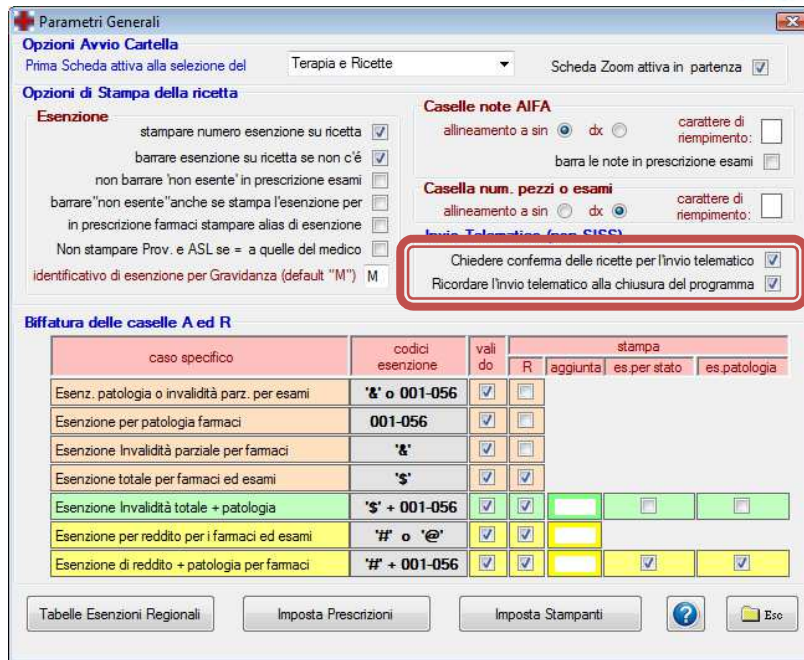 Parametri Generali
Opzioni Avvio Cartella
Prima Scheda attiva alla selezione del Terapia e Ricette Scheda Zoom attiva in partenza
Opzioni di Stampa della ricetta
Esenzione
stampare numero esenzione su ricetta
barrare esenzione su ricetta se non c'é
non barrare 'non esente' in prescrizione esami
barrare"non esente"anche se stampa l'esenzione per
in prescrizione farmaci stampare alias di esenzione
Non stampare Prov. e ASL se = a quelle del medico
identificativo di esenzione per Gravidanza (default "M") M
Caselle note AIFA
allineamento a sin dx carattere di riempimento:
barra le note in prescrizione esami
Casella num. pezzi o esami
allineamento a sin dx carattere di riempimento:
Invio Telematico (non SISS)
Chiedere conferma delle ricette per l'invio telematico
Ricordare l'invio telematico alla chiusura del programma
Biffatura delle caselle A ed R
caso specifico codici esenzione vali do stampa
R aggiunta es.per stato es.patologia
Esenz. patologia o invalidità parz. per esami '&' o 001-056
Esenzione per patologia farmaci 001-056
Esenzione Invalidità parziale per farmaci '&'
Esenzione totale per farmaci ed esami '$'
Esenzione Invalidità totale + patologia '$' + 001-056
Esenzione per reddito per i farmaci ed esami '#' o '@'
Esenzione di reddito + patologia per farmaci '#' + 001-056
Tabelle Esenzioni Regionali Imposta Prescrizioni Imposta Stampanti ? Esc